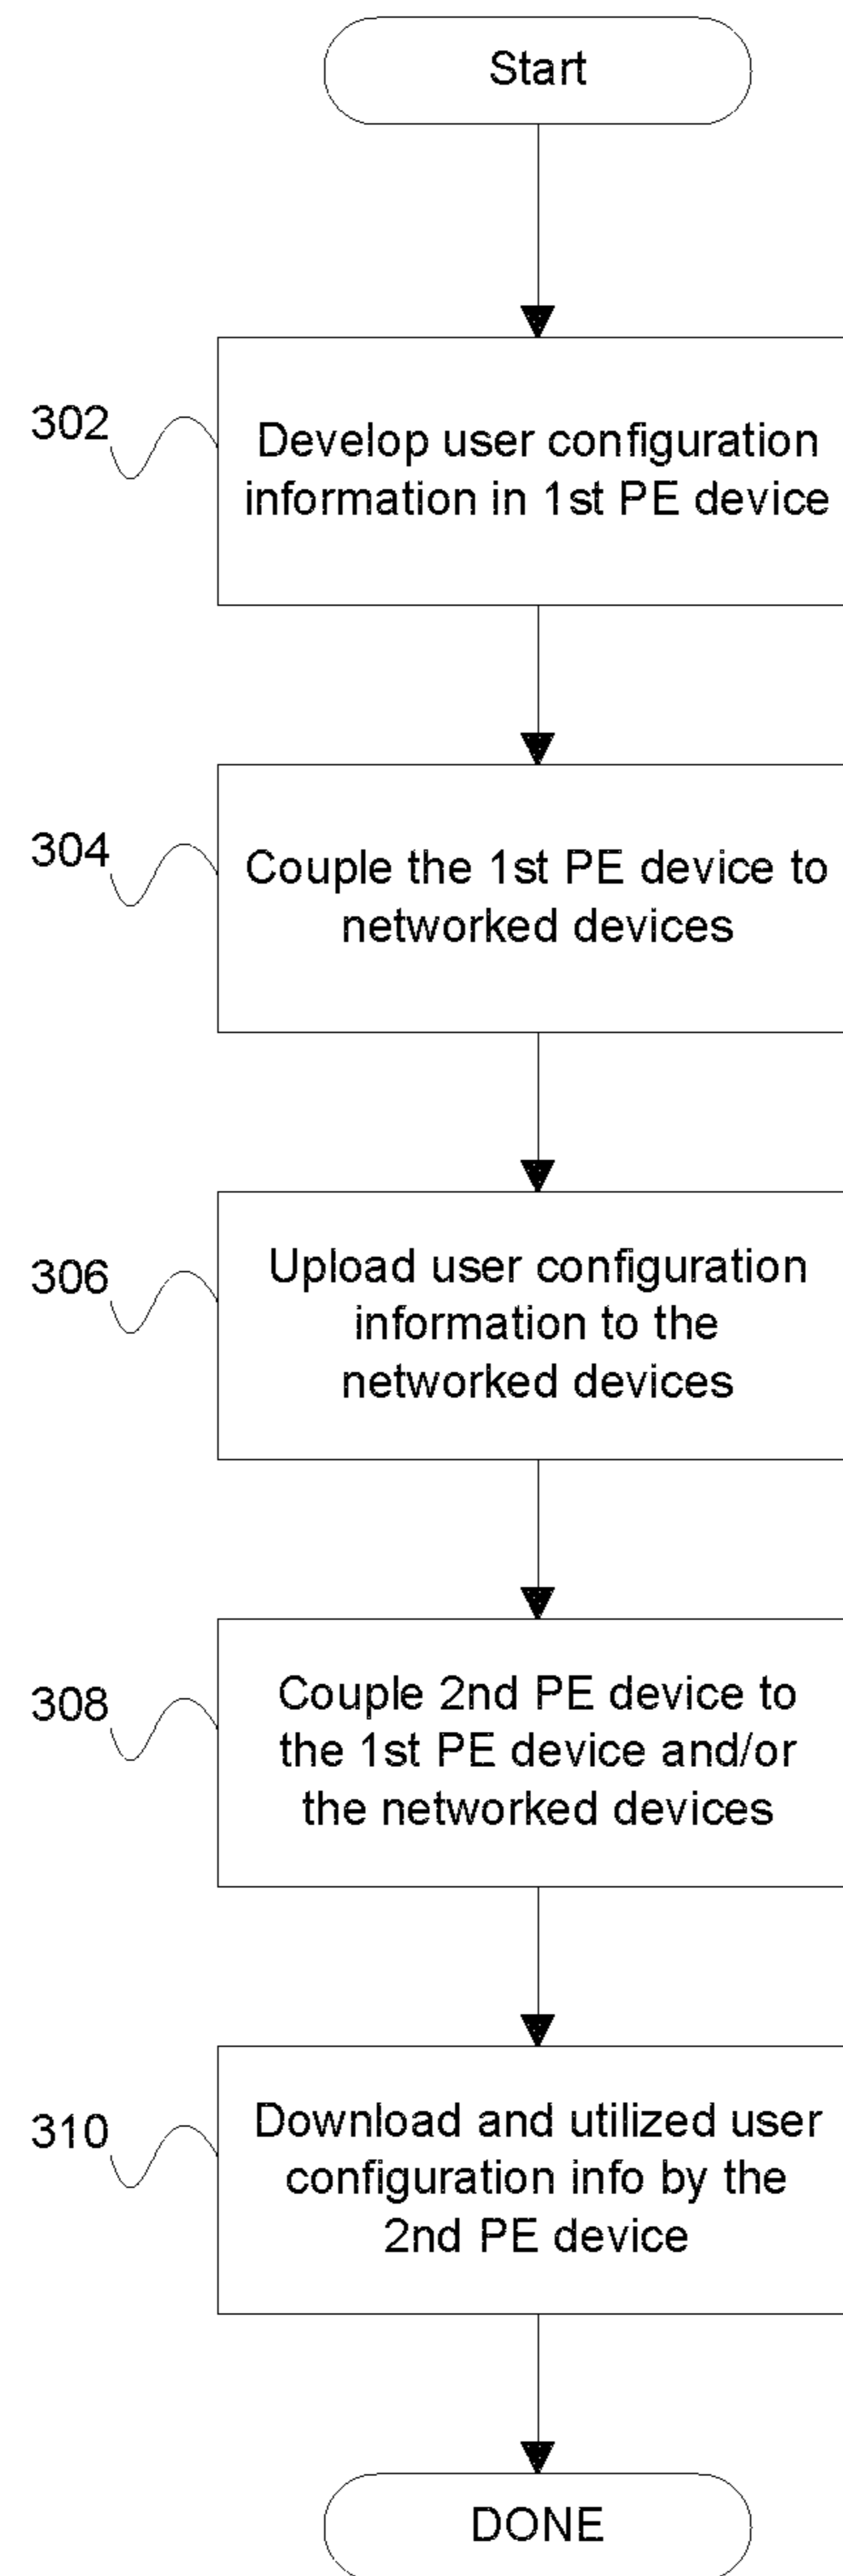 Start
302
Develop user configuration
information in 1st PE device
304
Couple the 1st PE device to
networked devices
306
Upload user configuration
information to the
networked devices
308
Couple 2nd PE device to
the 1st PE device and/or
the networked devices
310
Download and utilized user
configuration info by the
2nd PE device
DONE